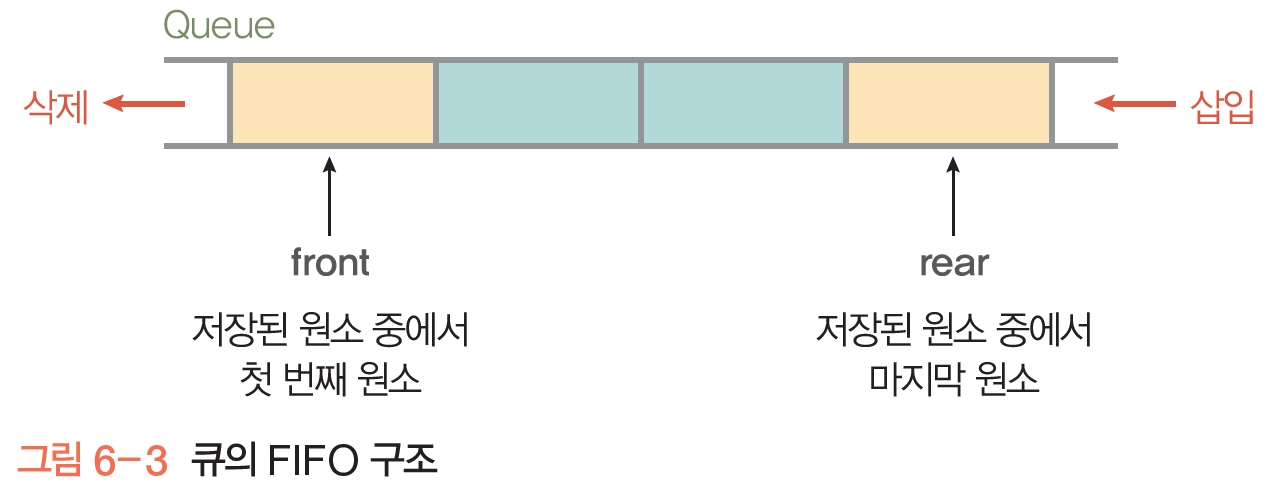 Queue
삭제
삽입
front
rear
저장된 원소 중에서
첫 번째 원소
저장된 원소 중에서
마지막 원소
그림 6-3 큐의 FIFO 구조